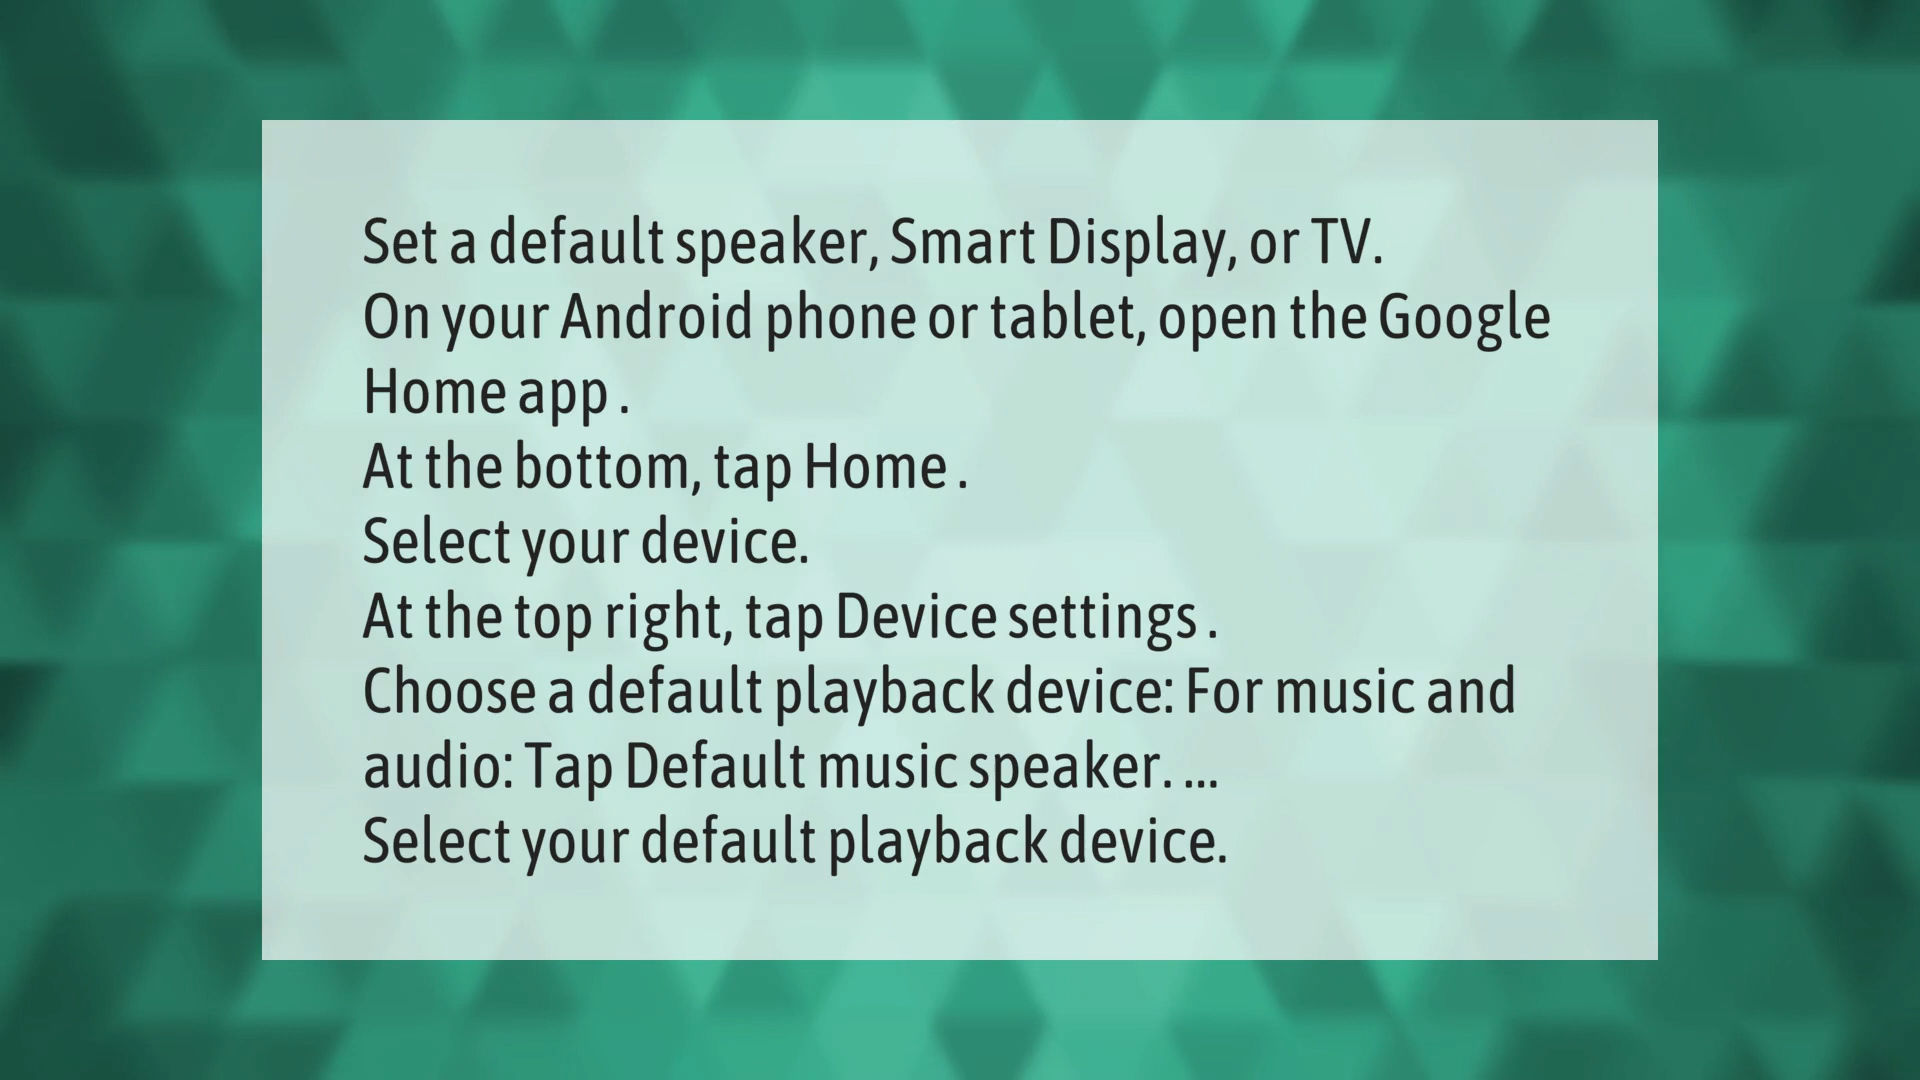 Set a default speaker, Smart Display, or TV.
On your Android phone or tablet, open the Google
Home app .
At the bottom, tap Home .
Select your device.
At the top right, tap Device settings .
Choose a default playback device: For music and
audio: Tap Default music speaker. ...
Select your default playback device.